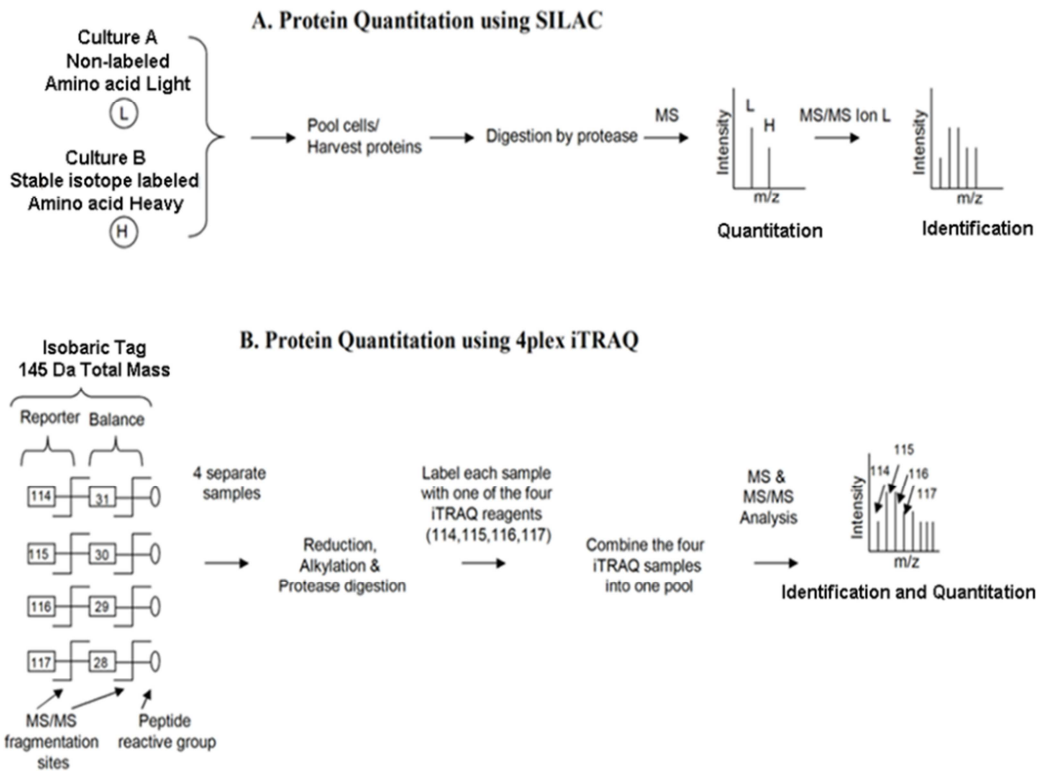 A. Protein Quantitation using SILAC
Culture A
Non-labeled
Amino acid Light
L
Culture B
Stable isotope labeled
Amino acid Heavy
H
Pool cells/
Harvest proteins
Digestion by protease
MS
Intensity
L
H
m/z
Quantitation
MS/MS Ion L
Intensity
m/z
Identification
B. Protein Quantitation using 4plex iTRAQ
Isobaric Tag
145 Da Total Mass
Reporter Balance
114 31
115 30
116 29
117 28
MS/MS
fragmentation
sites
Peptide
reactive group
4 separate
samples
Reduction,
Alkylation &
Protease digestion
Label each sample
with one of the four
iTRAQ reagents
(114,115,116,117)
Combine the four
iTRAQ samples
into one pool
MS &
MS/MS
Analysis
Intensity
115
114
116
117
m/z
Identification and Quantitation